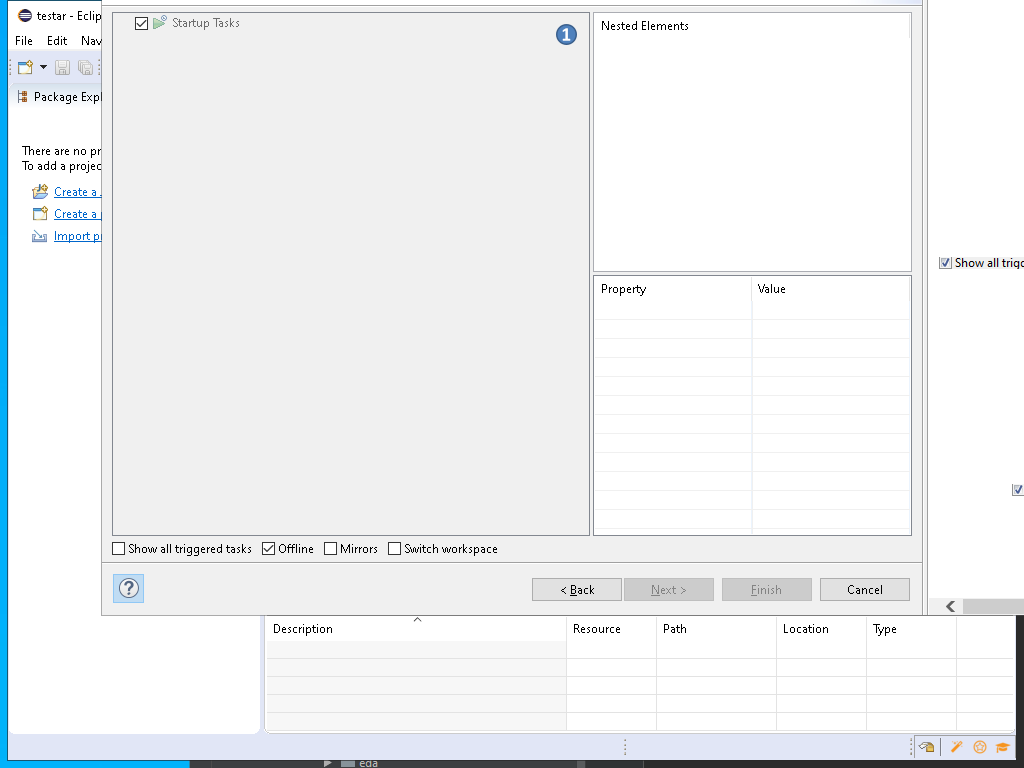 testar - Eclip
File Edit Nav
Package Expl
There are no pr
To add a projec
Create a
Create a
Import pr
Startup Tasks
1
Nested Elements
Property Value
Show all trigg
Show all triggered tasks Offline Mirrors Switch workspace
?
< Back Next > Finish Cancel
Description Resource Path Location Type
eda